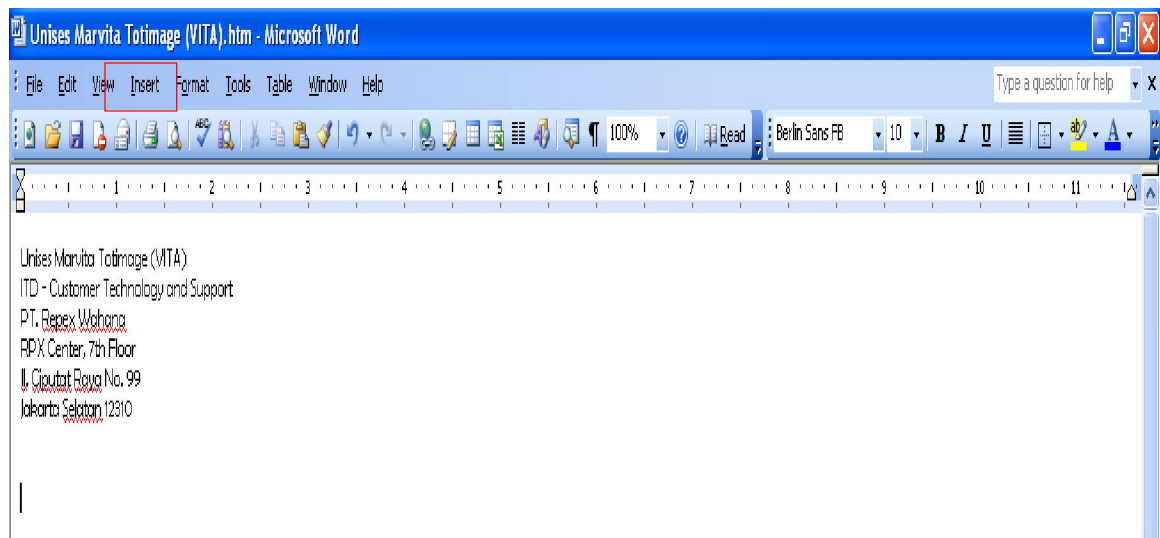 Unises Marvita Totimage (VITA).htm - Microsoft Word
File Edit View Insert Format Tools Table Window Help Type a question for help
100% Read Berlin Sans FB 10 B I U
1 2 3 4 5 6 7 8 9 10 11
Unises Marvita Totimage (VITA)
ITD - Customer Technology and Support
PT. Repex Wahana
RPX Center, 7th Floor
Jl. Ciputat Raya No. 99
Jakarta Selatan 12310